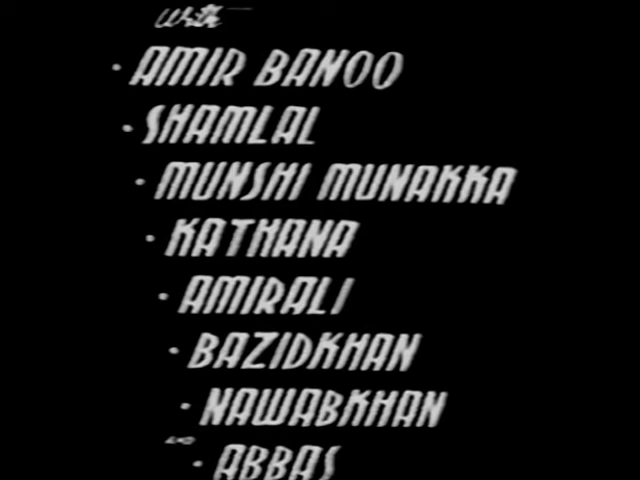 With
· AMIR BANOO
· SHAMLAL
· MUNSHI MUNAKKA
· KATHANA
· AMIRALI
· BAZIDKHAN
· NAWABKHAN
AND
· ABBAS